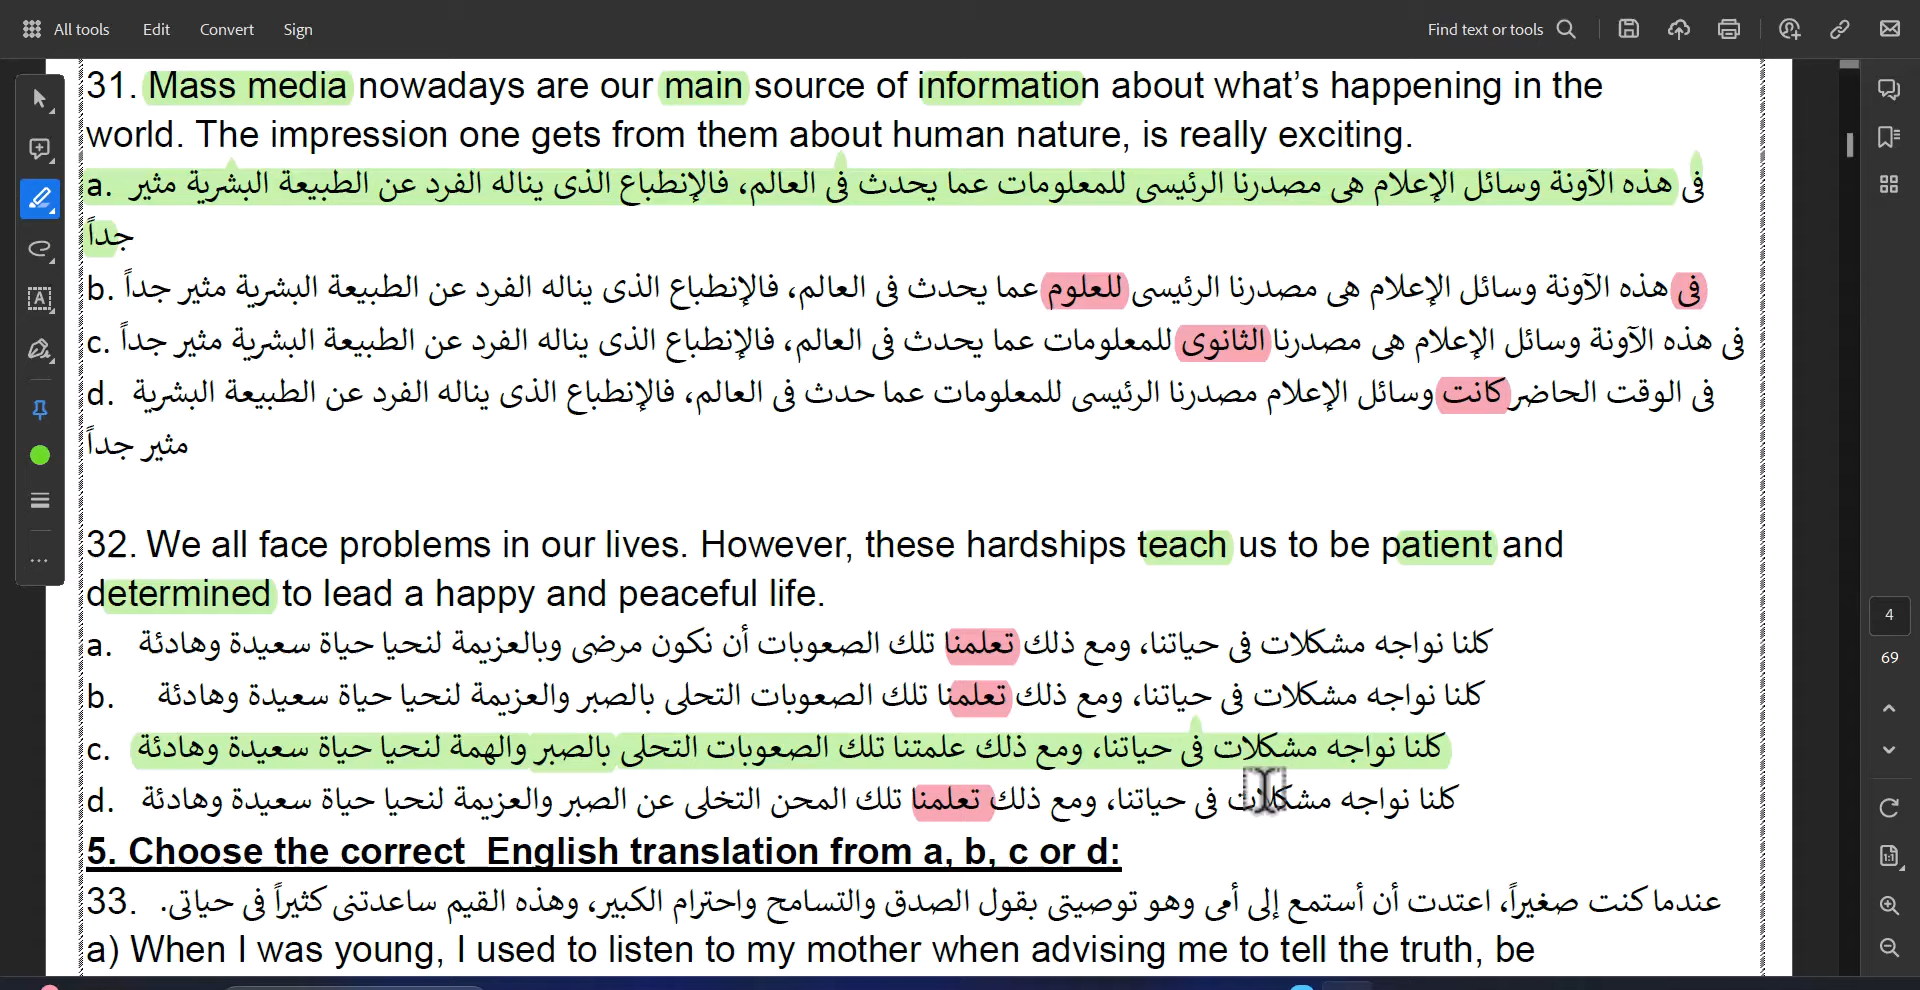 All tools Edit Convert Sign Find text or tools
31. Mass media nowadays are our main source of information about what's happening in the
world. The impression one gets from them about human nature, is really exciting.
a. فى هذه الآونة وسائل الإعلام هى مصدرنا الرئيسى للمعلومات عما يحدث فى العالم، فالإنطباع الذى يناله الفرد عن الطبيعة البشرية مثير
جداً
b. فى هذه الآونة وسائل الإعلام هى مصدرنا الرئيسى للعلوم عما يحدث فى العالم، فالإنطباع الذى يناله الفرد عن الطبيعة البشرية مثير جداً
c. فى هذه الآونة وسائل الإعلام هى مصدرنا الثانوى للمعلومات عما يحدث فى العالم، فالإنطباع الذى يناله الفرد عن الطبيعة البشرية مثير جداً
d. فى الوقت الحاضر كانت وسائل الإعلام مصدرنا الرئيسى للمعلومات عما حدث فى العالم، فالإنطباع الذى يناله الفرد عن الطبيعة البشرية
مثير جداً
32. We all face problems in our lives. However, these hardships teach us to be patient and
determined to lead a happy and peaceful life.
a. كلنا نواجه مشكلات فى حياتنا، ومع ذلك تعلمنا تلك الصعوبات أن نكون مرضى وبالعزيمة لنحيا حياة سعيدة وهادئة
b. كلنا نواجه مشكلات فى حياتنا، ومع ذلك تعلمنا تلك الصعوبات التحلى بالصبر والعزيمة لنحيا حياة سعيدة وهادئة
c. كلنا نواجه مشكلات فى حياتنا، ومع ذلك علمتنا تلك الصعوبات التحلى بالصبر والهمة لنحيا حياة سعيدة وهادئة
d. كلنا نواجه مشكلات فى حياتنا، ومع ذلك تعلمنا تلك المحن التخلى عن الصبر والعزيمة لنحيا حياة سعيدة وهادئة
5. Choose the correct English translation from a, b, c or d:
33. عندما كنت صغيراً، اعتدت أن أستمع إلى أمى وهو توصيتى بقول الصدق والتسامح واحترام الكبير، وهذه القيم ساعدتنى كثيراً فى حياتى.
a) When I was young, I used to listen to my mother when advising me to tell the truth, be
4
69